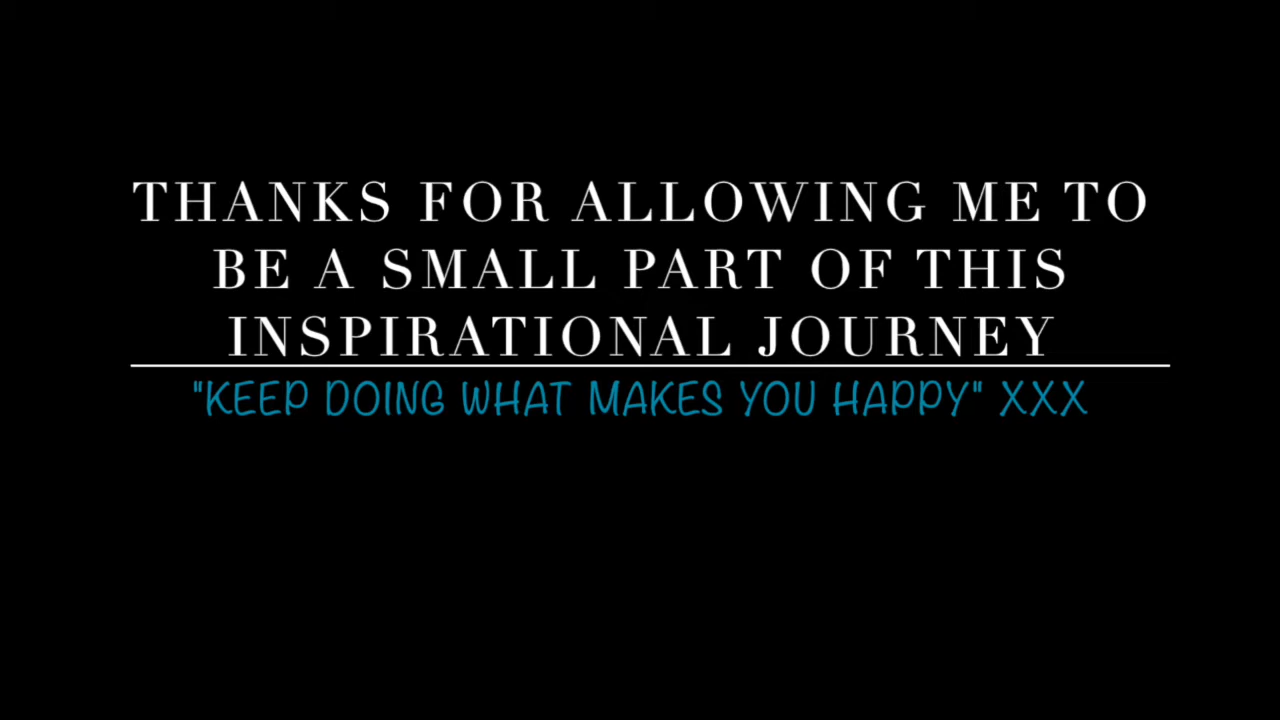 THANKS FOR ALLOWING ME TO
BE A SMALL PART OF THIS
INSPIRATIONAL JOURNEY
"KEEP DOING WHAT MAKES YOU HAPPY" XXX